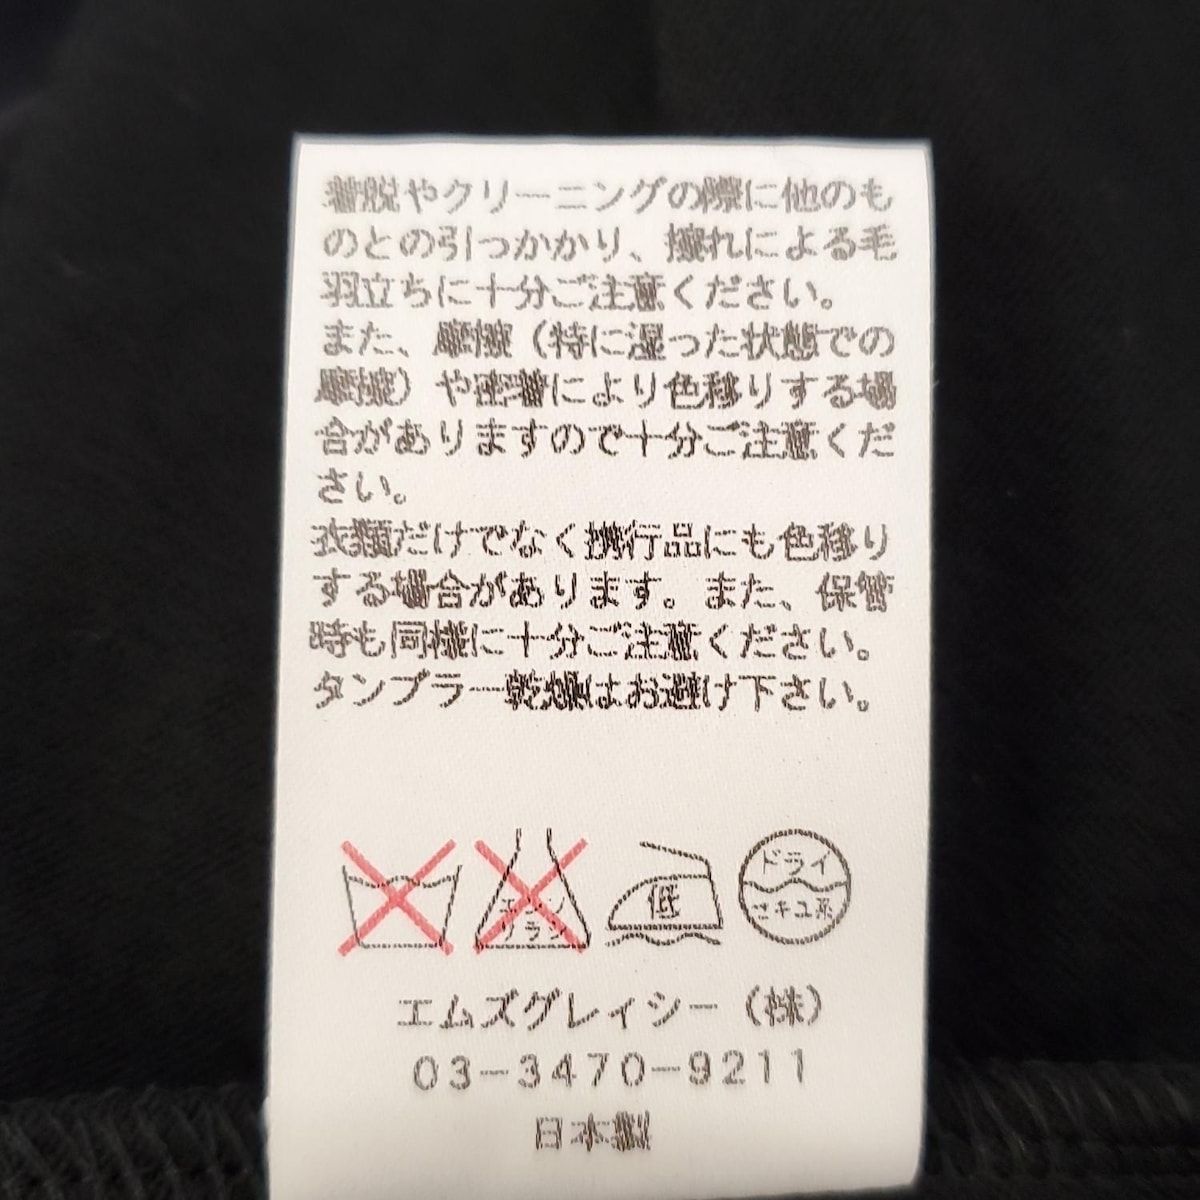 着脱やクリーニングの際に他のも
のとの引っかかり、擦れによる毛
羽立ちに十分ご注意ください。
また、摩擦（特に湿った状態での
摩擦）や密着により色移りする場
合がありますので十分ご注意くだ
さい。
衣類だけでなく携行品にも色移り
する場合があります。また、保管
時も同様に十分ご注意ください。
タンブラー乾燥はお避け下さい。
エンソ
サラシ
低
ドライ
セキユ系
エムズグレイシー（株）
03-3470-9211
日本製